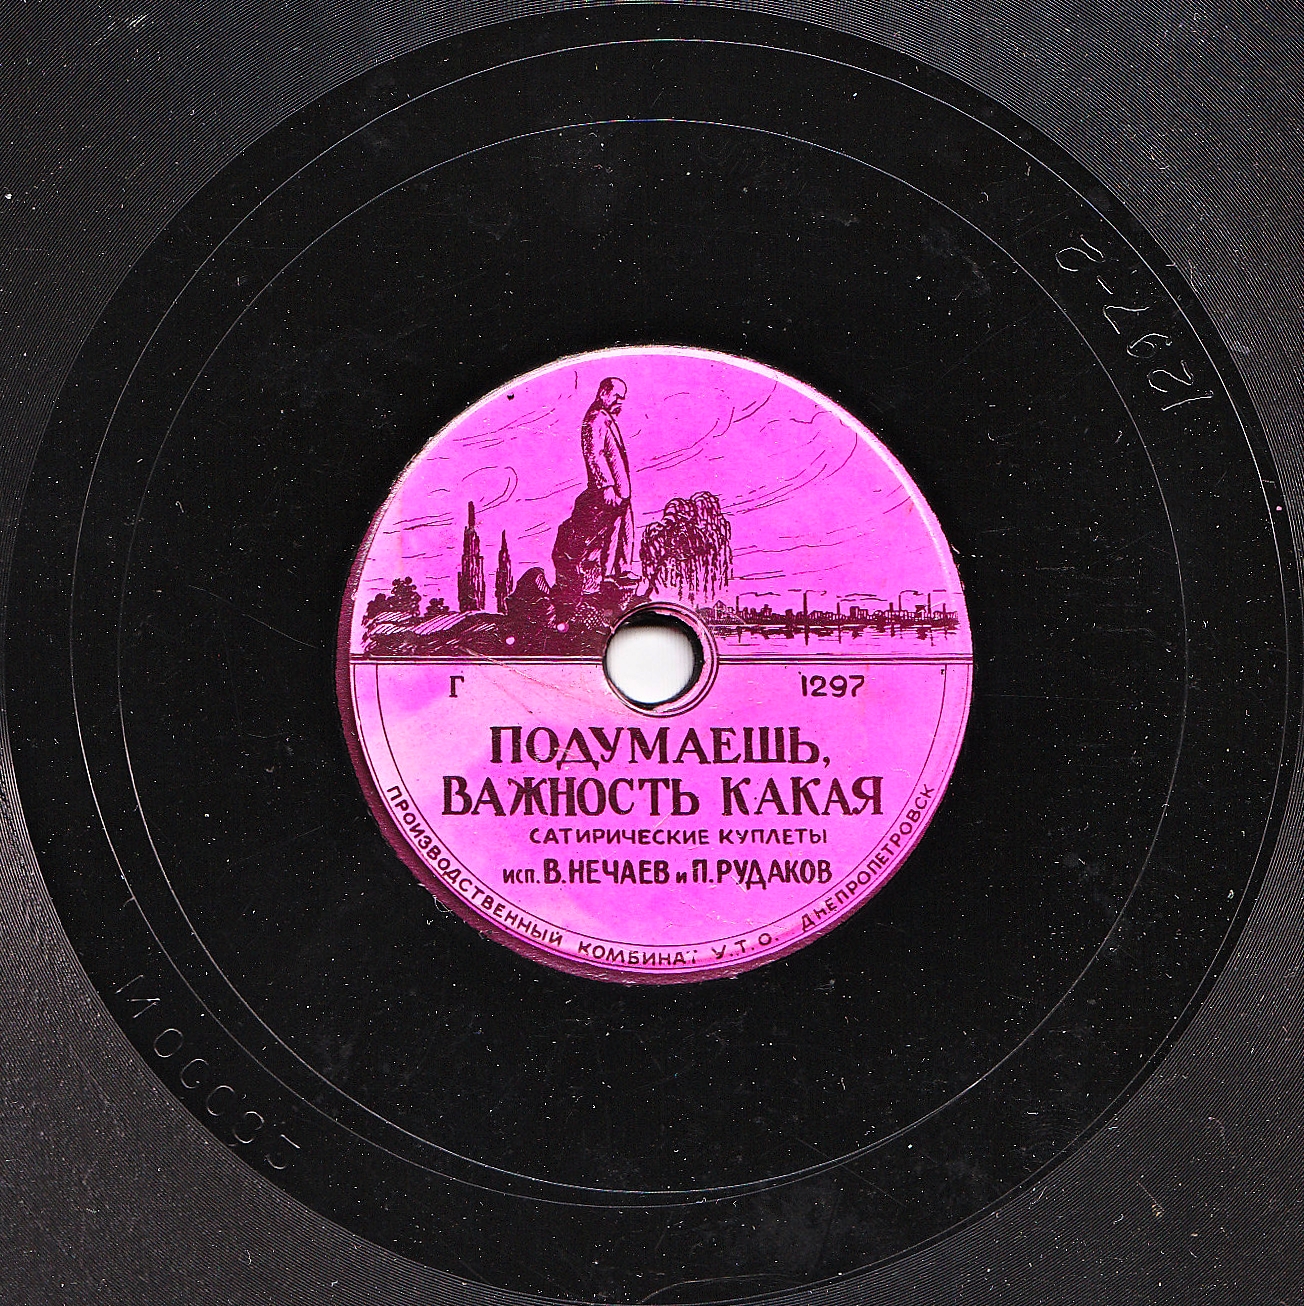 Г 1297
ПОДУМАЕШЬ,
ВАЖНОСТЬ КАКАЯ
САТИРИЧЕСКИЕ КУПЛЕТЫ
исп. В. НЕЧАЕВ и П. РУДАКОВ
ПРОИЗВОДСТВЕННЫЙ КОМБИНАТ У.Т.О. ДНЕПРОПЕТРОВСК
1297-2